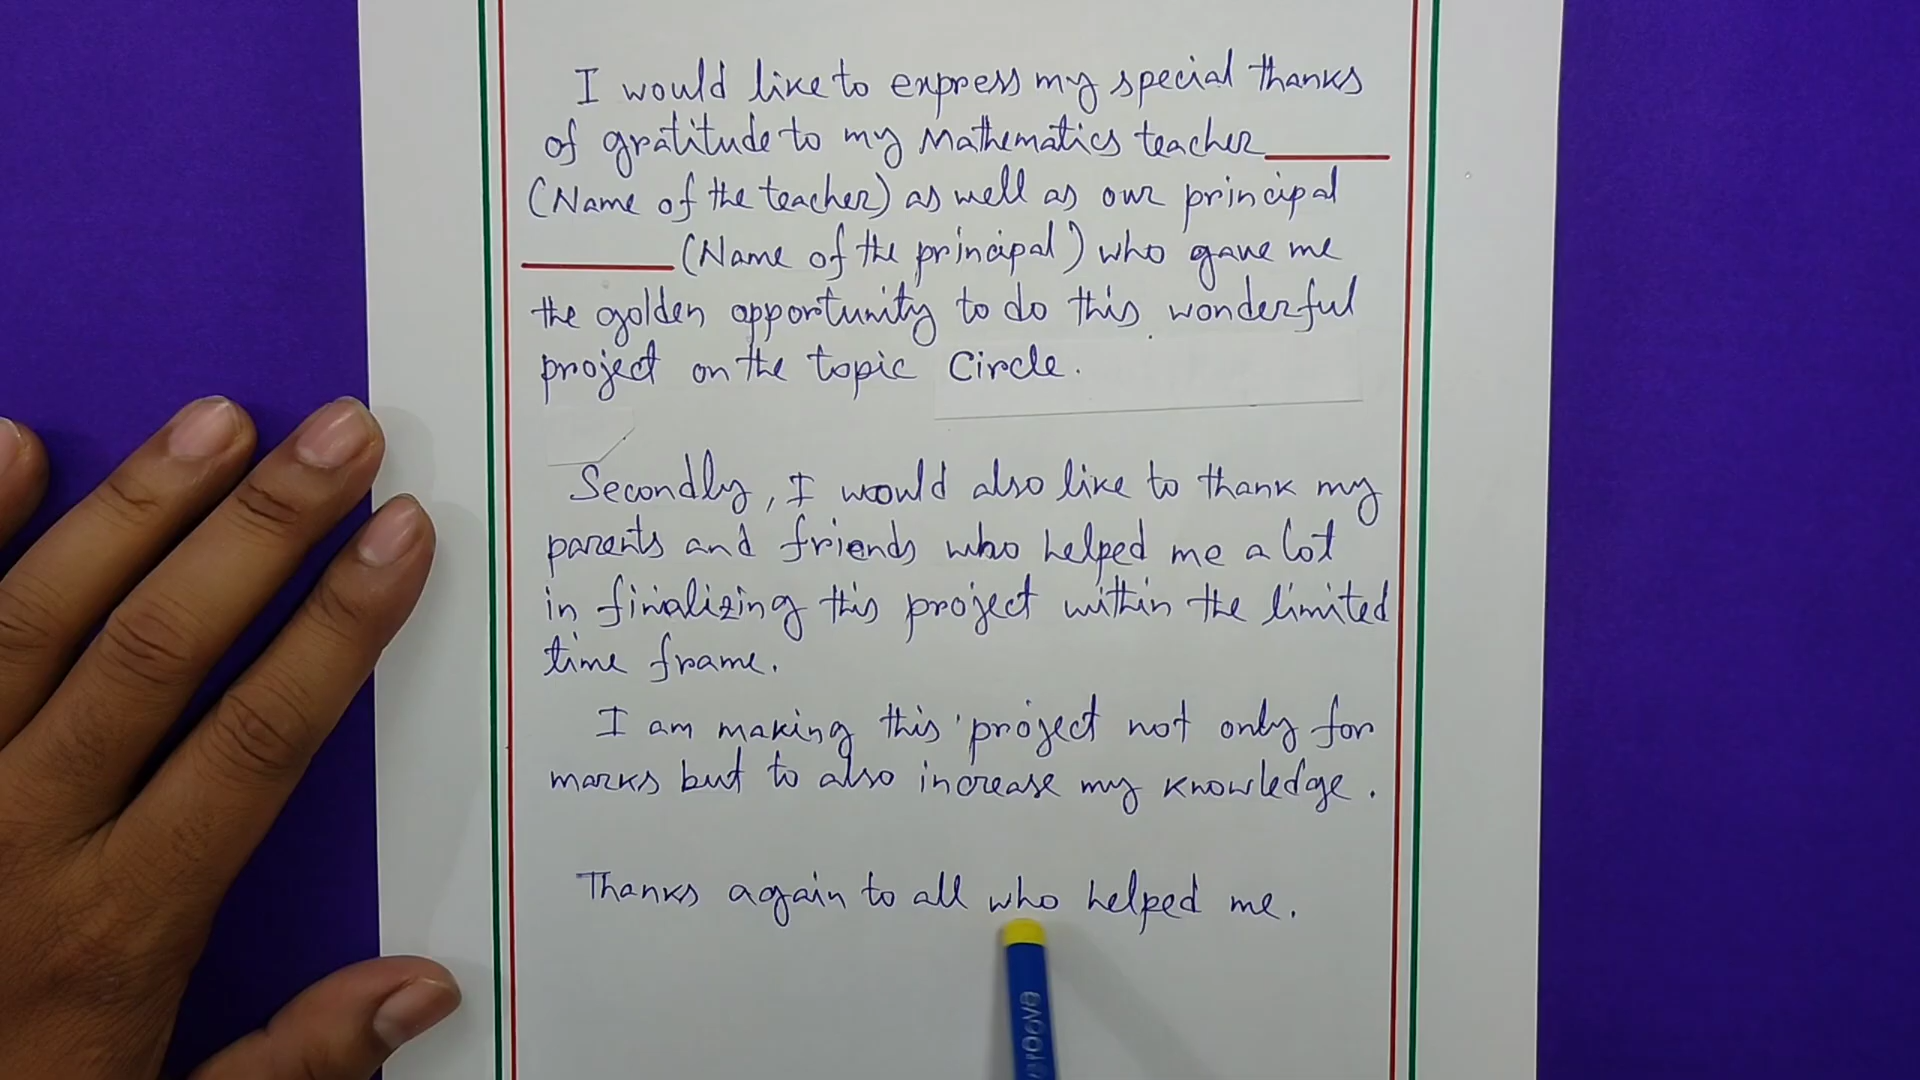 I would like to express my special thanks
of gratitude to my Mathematics teacher ______
(Name of the teacher) as well as our principal
______ (Name of the principal) who gave me
the golden opportunity to do this wonderful
project on the topic Circle.
Secondly, I would also like to thank my
parents and friends who helped me a lot
in finalizing this project within the limited
time frame.
I am making this project not only for
marks but to also increase my knowledge.
Thanks again to all who helped me.